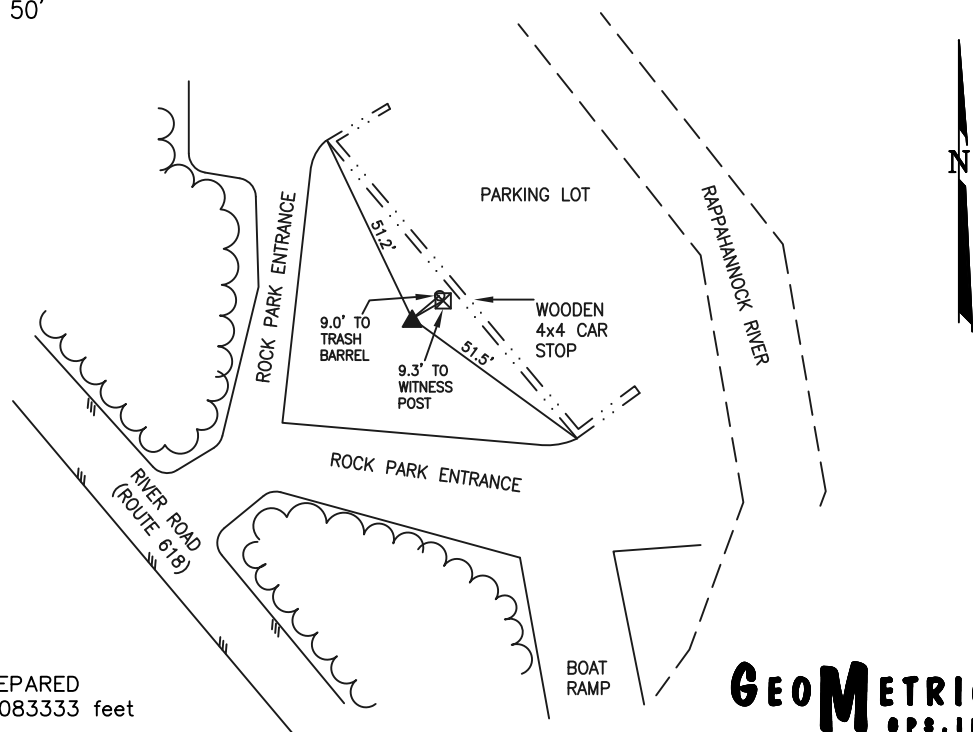 50'
N
PARKING LOT
RAPPAHANNOCK RIVER
ROCK PARK ENTRANCE
51.2'
9.0' TO
TRASH
BARREL
WOODEN
4x4 CAR
STOP
51.5'
9.3' TO
WITNESS
POST
ROCK PARK ENTRANCE
RIVER ROAD
(ROUTE 618)
BOAT
RAMP
EPARED
083333 feet
GEOMETRIC
GPS, I